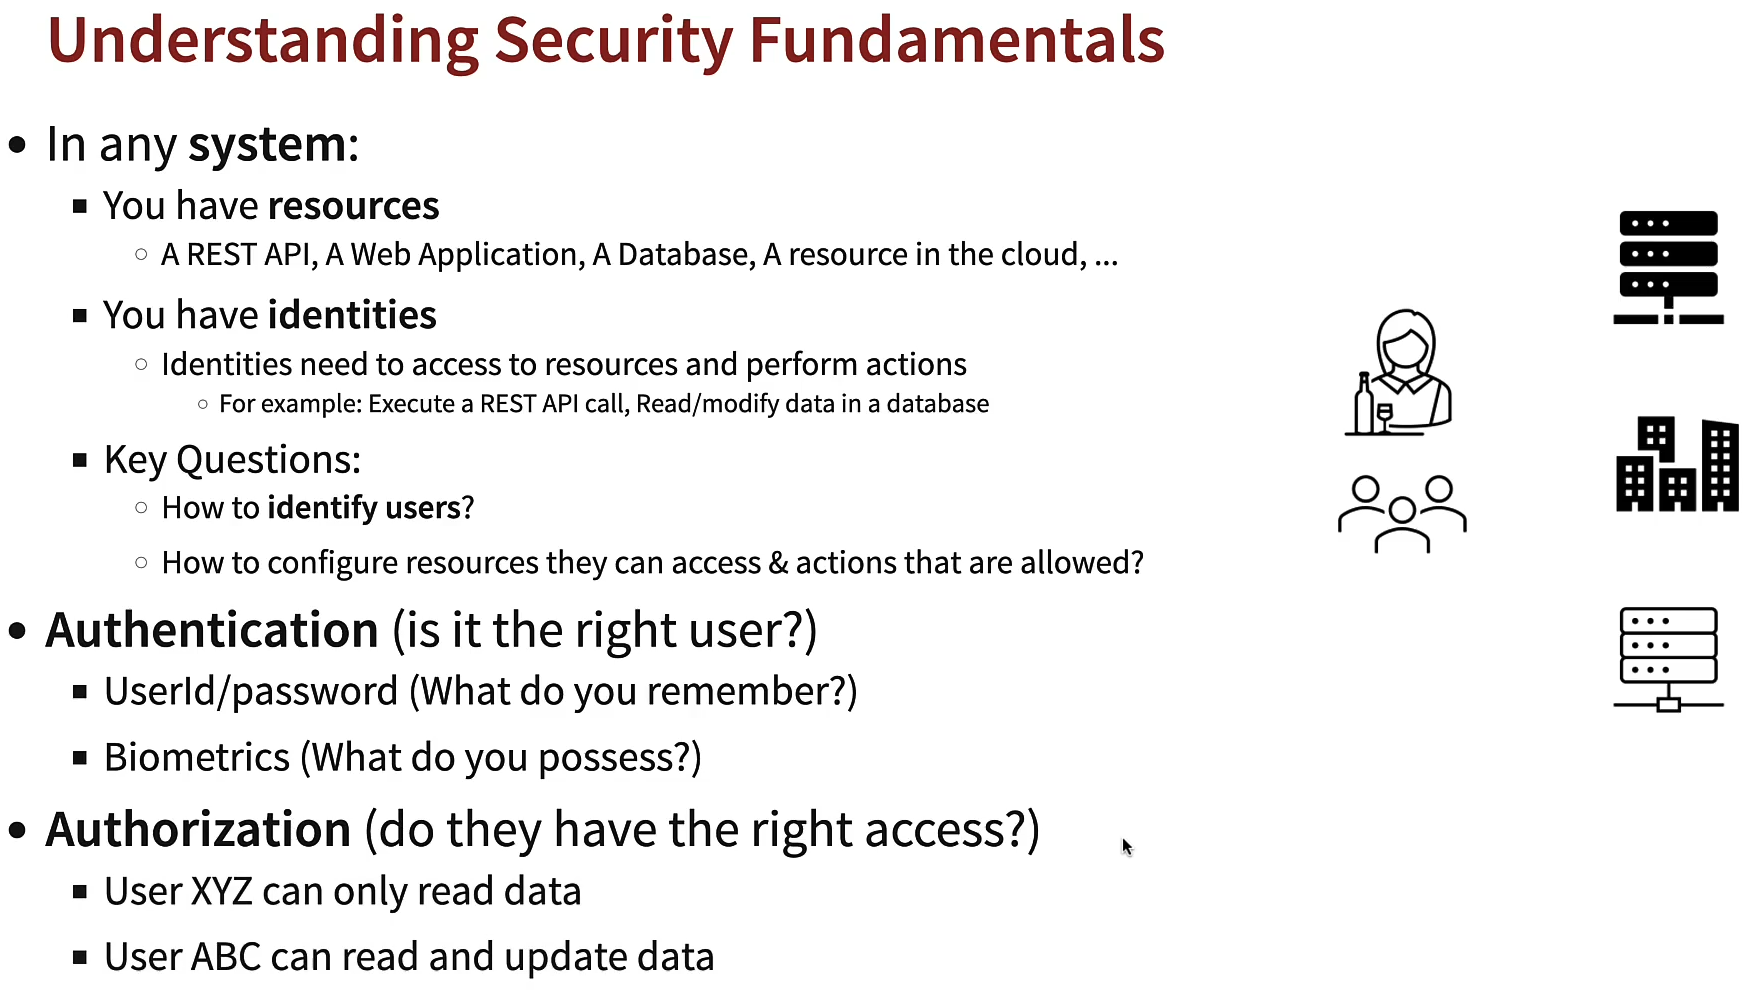 Understanding Security Fundamentals
• In any system:
▪ You have resources
○ A REST API, A Web Application, A Database, A resource in the cloud, ...
▪ You have identities
○ Identities need to access to resources and perform actions
○ For example: Execute a REST API call, Read/modify data in a database
▪ Key Questions:
○ How to identify users?
○ How to configure resources they can access & actions that are allowed?
• Authentication (is it the right user?)
▪ UserId/password (What do you remember?)
▪ Biometrics (What do you possess?)
• Authorization (do they have the right access?)
▪ User XYZ can only read data
▪ User ABC can read and update data